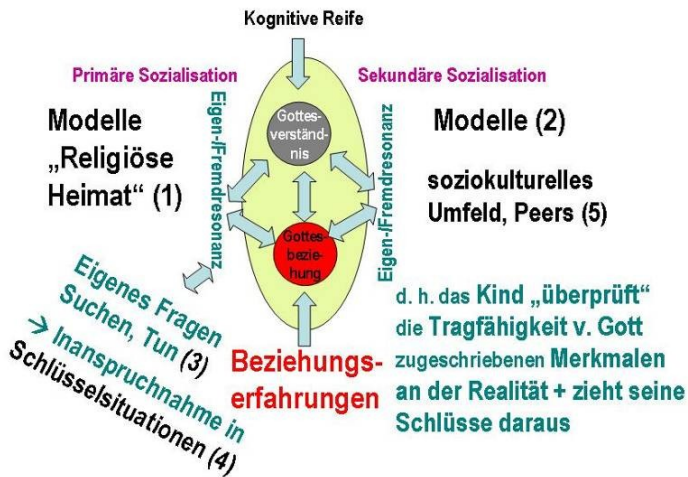 Kognitive Reife
Primäre Sozialisation
Sekundäre Sozialisation
Modelle
„Religiöse
Heimat“ (1)
Eigen-/Fremdresonanz
Gottes-
verständ-
nis
Gottes-
bezie-
hung
Eigen-/Fremdresonanz
Modelle (2)
soziokulturelles
Umfeld, Peers (5)
Eigenes Fragen
Suchen, Tun (3)
→ Inanspruchnahme in
Schlüsselsituationen (4)
Beziehungs-
erfahrungen
d. h. das Kind „überprüft“
die Tragfähigkeit v. Gott
zugeschriebenen Merkmalen
an der Realität + zieht seine
Schlüsse daraus